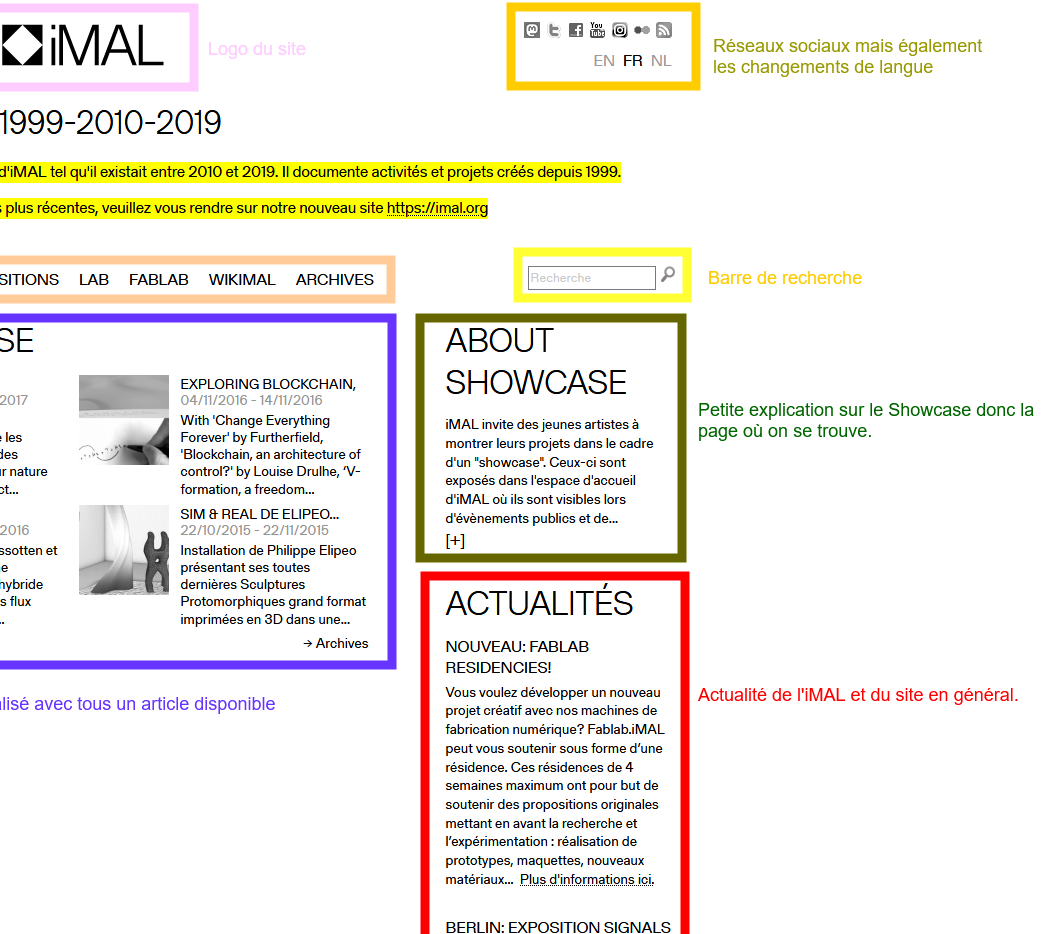 iMAL
Logo du site
You
Tube
EN FR NL
Réseaux sociaux mais également
les changements de langue
1999-2010-2019
d'iMAL tel qu'il existait entre 2010 et 2019. Il documente activités et projets créés depuis 1999.
plus récentes, veuillez vous rendre sur notre nouveau site https://imal.org
SITIONS LAB FABLAB WIKIMAL ARCHIVES
Recherche
Barre de recherche
SE
2017
les
des
ur nature
ct...
EXPLORING BLOCKCHAIN,
04/11/2016 - 14/11/2016
With 'Change Everything
Forever' by Furtherfield,
'Blockchain, an architecture of
control?' by Louise Drulhe, 'V-
formation, a freedom...
2016
ssotten et
e
hybride
s flux
...
SIM & REAL DE ELIPEO...
22/10/2015 - 22/11/2015
Installation de Philippe Elipeo
présentant ses toutes
dernières Sculptures
Protomorphiques grand format
imprimées en 3D dans une...
→ Archives
lisé avec tous un article disponible
ABOUT
SHOWCASE
iMAL invite des jeunes artistes à
montrer leurs projets dans le cadre
d'un "showcase". Ceux-ci sont
exposés dans l'espace d'accueil
d'iMAL où ils sont visibles lors
d'évènements publics et de...
[+]
Petite explication sur le Showcase donc la
page où on se trouve.
ACTUALITÉS
NOUVEAU: FABLAB
RESIDENCIES!
Vous voulez développer un nouveau
projet créatif avec nos machines de
fabrication numérique? Fablab.iMAL
peut vous soutenir sous forme d'une
résidence. Ces résidences de 4
semaines maximum ont pour but de
soutenir des propositions originales
mettant en avant la recherche et
l'expérimentation : réalisation de
prototypes, maquettes, nouveaux
matériaux... Plus d'informations ici.
BERLIN: EXPOSITION SIGNALS
Actualité de l'iMAL et du site en général.